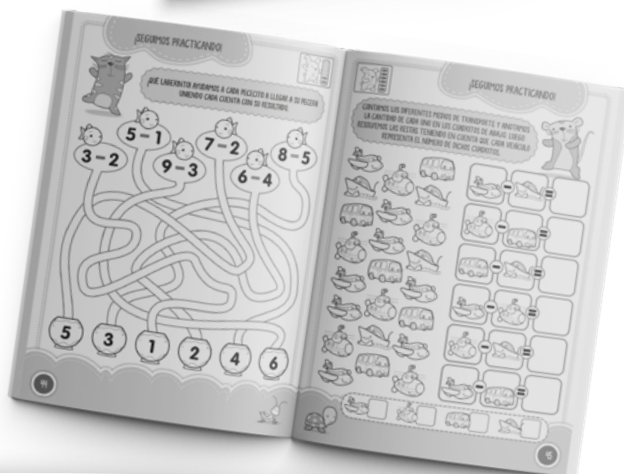 ¡SEGUIMOS PRACTICANDO!
¡QUÉ LABERINTO! AYUDAMOS A CADA PECECITO A LLEGAR A SU PECERA
UNIENDO CADA CUENTA CON SU RESULTADO.
5 - 1
7 - 2
8 - 5
3 - 2
9 - 3
6 - 4
5
3
1
2
4
6
¡SEGUIMOS PRACTICANDO!
CONTAMOS LOS DIFERENTES MEDIOS DE TRANSPORTE Y ANOTAMOS
LA CANTIDAD DE CADA UNO EN LOS CUADRITOS DE ABAJO. LUEGO
RESOLVEMOS LAS RESTAS TENIENDO EN CUENTA QUE CADA VEHÍCULO
REPRESENTA EL NÚMERO DE DICHOS CUADRITOS.
- =
- =
- =
- =
- =
- =